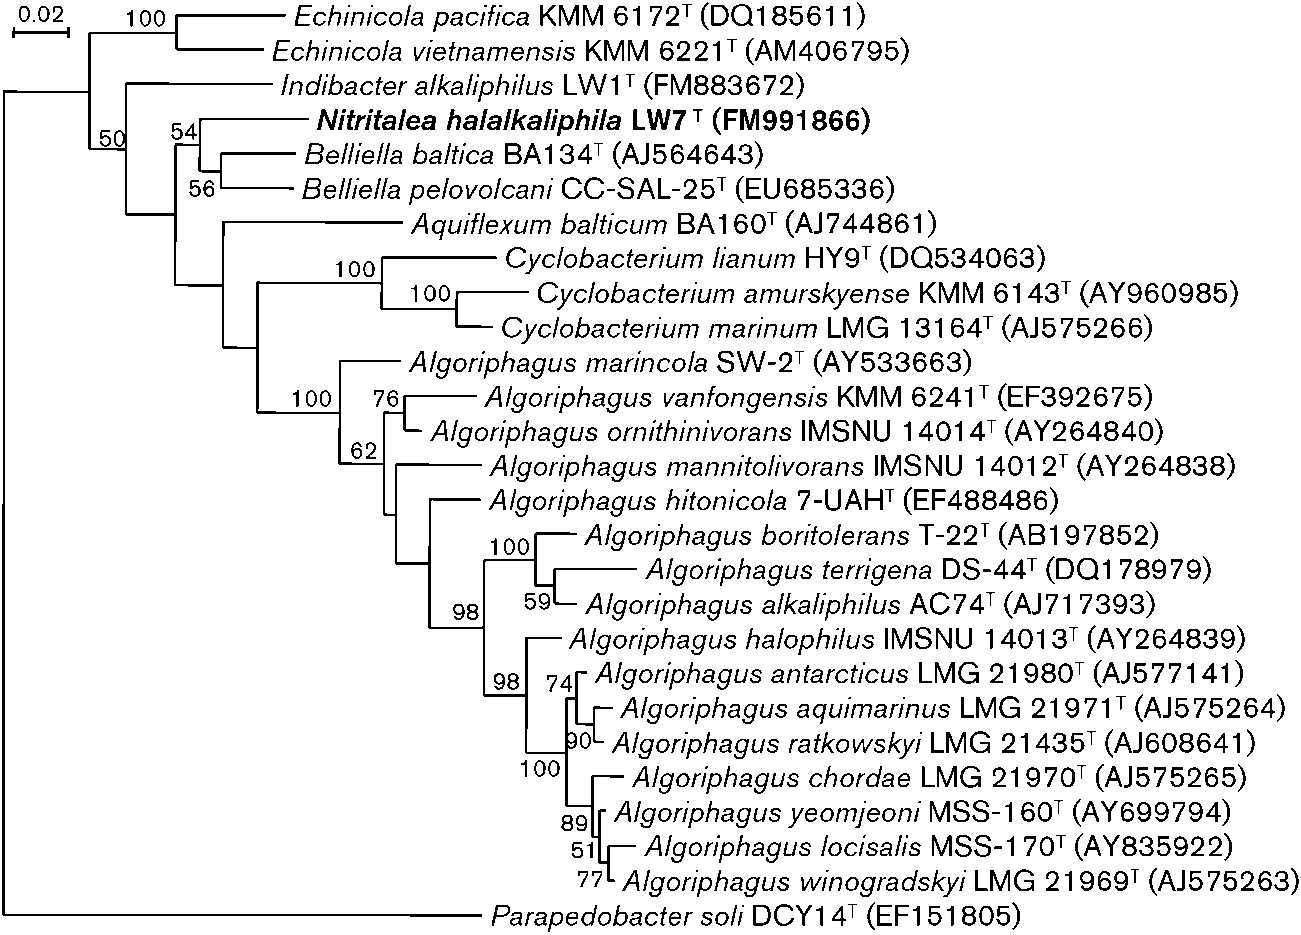 0.02
100
Echinicola pacifica KMM 6172ᵀ (DQ185611)
Echinicola vietnamensis KMM 6221ᵀ (AM406795)
Indibacter alkaliphilus LW1ᵀ (FM883672)
50
54
Nitritalea halalkaliphila LW7 ᵀ (FM991866)
Belliella baltica BA134ᵀ (AJ564643)
56
Belliella pelovolcani CC-SAL-25ᵀ (EU685336)
Aquiflexum balticum BA160ᵀ (AJ744861)
100
Cyclobacterium lianum HY9ᵀ (DQ534063)
100
Cyclobacterium amurskyense KMM 6143ᵀ (AY960985)
Cyclobacterium marinum LMG 13164ᵀ (AJ575266)
Algoriphagus marincola SW-2ᵀ (AY533663)
100
76
Algoriphagus vanfongensis KMM 6241ᵀ (EF392675)
Algoriphagus ornithinivorans IMSNU 14014ᵀ (AY264840)
62
Algoriphagus mannitolivorans IMSNU 14012ᵀ (AY264838)
Algoriphagus hitonicola 7-UAHᵀ (EF488486)
100
Algoriphagus boritolerans T-22ᵀ (AB197852)
Algoriphagus terrigena DS-44ᵀ (DQ178979)
59
Algoriphagus alkaliphilus AC74ᵀ (AJ717393)
98
Algoriphagus halophilus IMSNU 14013ᵀ (AY264839)
98
74
Algoriphagus antarcticus LMG 21980ᵀ (AJ577141)
Algoriphagus aquimarinus LMG 21971ᵀ (AJ575264)
90
Algoriphagus ratkowskyi LMG 21435ᵀ (AJ608641)
100
Algoriphagus chordae LMG 21970ᵀ (AJ575265)
Algoriphagus yeomjeoni MSS-160ᵀ (AY699794)
89
Algoriphagus locisalis MSS-170ᵀ (AY835922)
51
77
Algoriphagus winogradskyi LMG 21969ᵀ (AJ575263)
Parapedobacter soli DCY14ᵀ (EF151805)